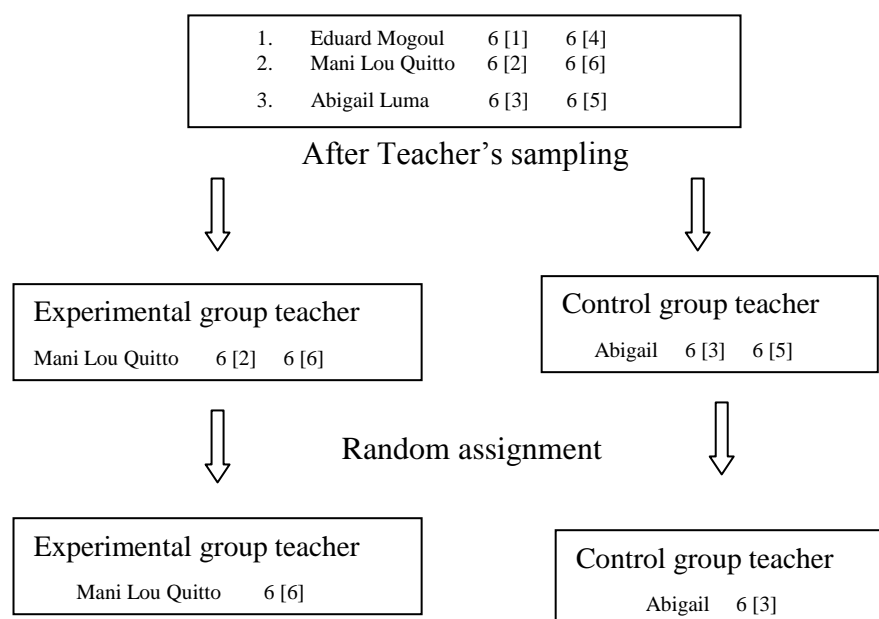 1. Eduard Mogoul 6 [1] 6 [4]
2. Mani Lou Quitto 6 [2] 6 [6]
3. Abigail Luma 6 [3] 6 [5]
After Teacher’s sampling
Experimental group teacher
Mani Lou Quitto 6 [2] 6 [6]
Control group teacher
Abigail 6 [3] 6 [5]
Random assignment
Experimental group teacher
Mani Lou Quitto 6 [6]
Control group teacher
Abigail 6 [3]